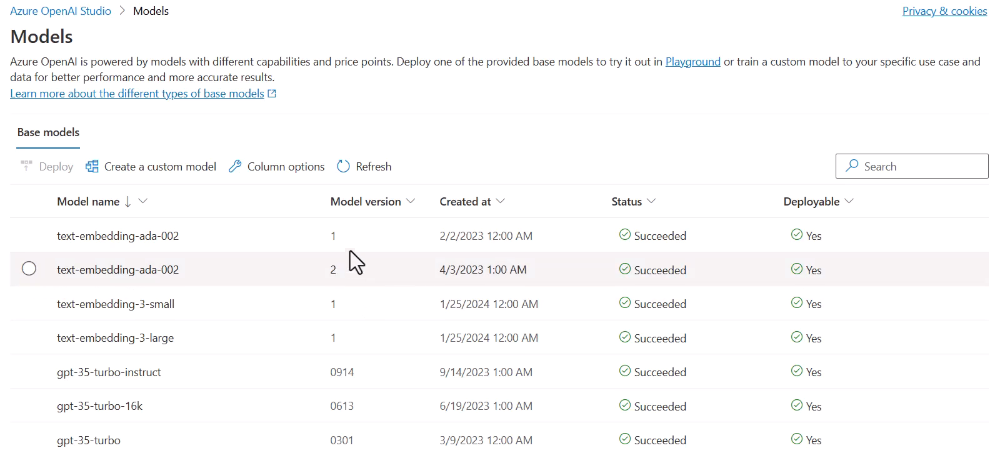 Azure OpenAI Studio > Models Privacy & cookies
Models
Azure OpenAI is powered by models with different capabilities and price points. Deploy one of the provided base models to try it out in Playground or train a custom model to your specific use case and
data for better performance and more accurate results.
Learn more about the different types of base models
Base models
Deploy Create a custom model Column options Refresh Search
Model name Model version Created at Status Deployable
text-embedding-ada-002 1 2/2/2023 12:00 AM Succeeded Yes
text-embedding-ada-002 2 4/3/2023 1:00 AM Succeeded Yes
text-embedding-3-small 1 1/25/2024 12:00 AM Succeeded Yes
text-embedding-3-large 1 1/25/2024 12:00 AM Succeeded Yes
gpt-35-turbo-instruct 0914 9/14/2023 1:00 AM Succeeded Yes
gpt-35-turbo-16k 0613 6/19/2023 1:00 AM Succeeded Yes
gpt-35-turbo 0301 3/9/2023 12:00 AM Succeeded Yes